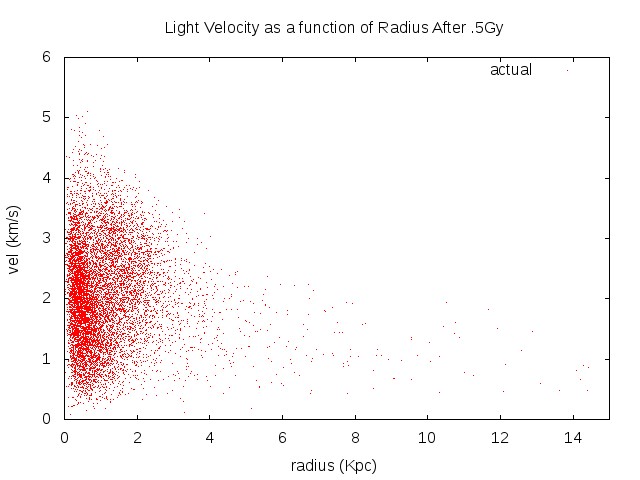 Light Velocity as a function of Radius After .5Gy
actual
6
5
4
3
2
1
0
vel (km/s)
0 2 4 6 8 10 12 14
radius (Kpc)